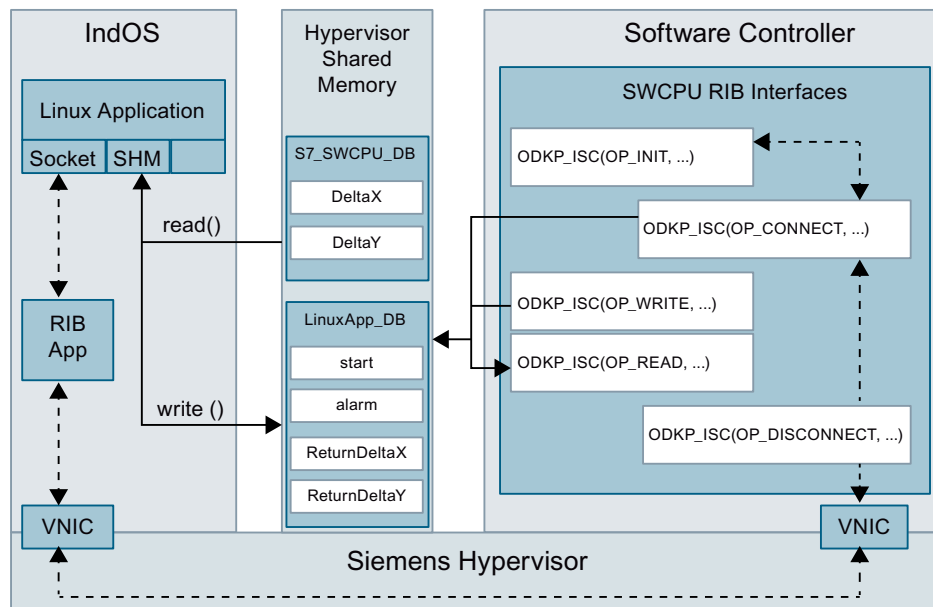 IndOS
Linux Application
Socket
SHM
read()
RIB
App
write ()
VNIC
Hypervisor
Shared
Memory
S7_SWCPU_DB
DeltaX
DeltaY
LinuxApp_DB
start
alarm
ReturnDeltaX
ReturnDeltaY
Software Controller
SWCPU RIB Interfaces
ODKP_ISC(OP_INIT, ...)
ODKP_ISC(OP_CONNECT, ...)
ODKP_ISC(OP_WRITE, ...)
ODKP_ISC(OP_READ, ...)
ODKP_ISC(OP_DISCONNECT, ...)
VNIC
Siemens Hypervisor